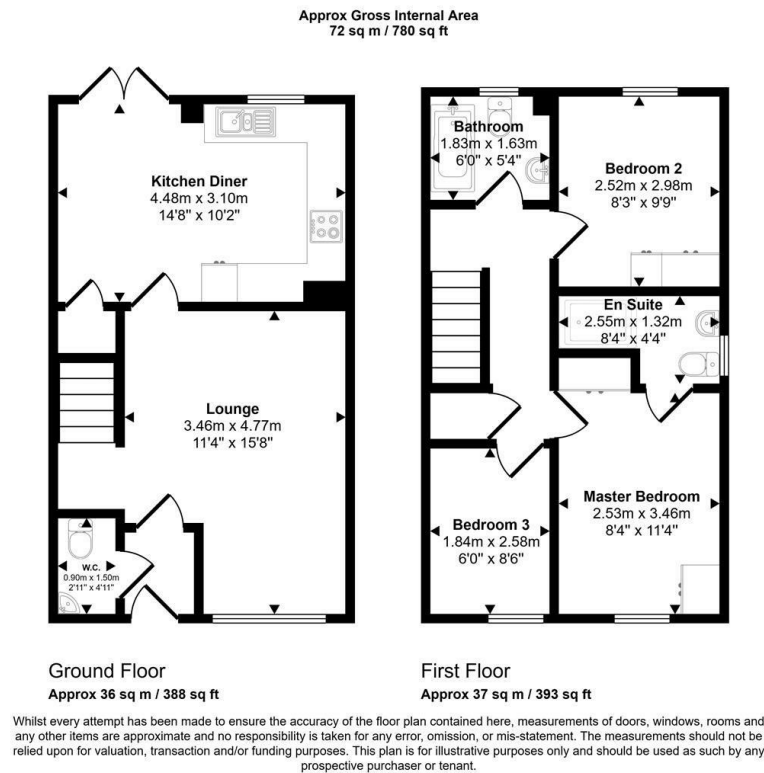 Approx Gross Internal Area
72 sq m / 780 sq ft
Kitchen Diner
4.48m x 3.10m
14'8" x 10'2"
Lounge
3.46m x 4.77m
11'4" x 15'8"
W.C.
0.90m x 1.50m
2'11" x 4'11"
Bathroom
1.83m x 1.63m
6'0" x 5'4"
Bedroom 2
2.52m x 2.98m
8'3" x 9'9"
En Suite
2.55m x 1.32m
8'4" x 4'4"
Master Bedroom
2.53m x 3.46m
8'4" x 11'4"
Bedroom 3
1.84m x 2.58m
6'0" x 8'6"
Ground Floor
Approx 36 sq m / 388 sq ft
First Floor
Approx 37 sq m / 393 sq ft
Whilst every attempt has been made to ensure the accuracy of the floor plan contained here, measurements of doors, windows, rooms and
any other items are approximate and no responsibility is taken for any error, omission, or mis-statement. The measurements should not be
relied upon for valuation, transaction and/or funding purposes. This plan is for illustrative purposes only and should be used as such by any
prospective purchaser or tenant.